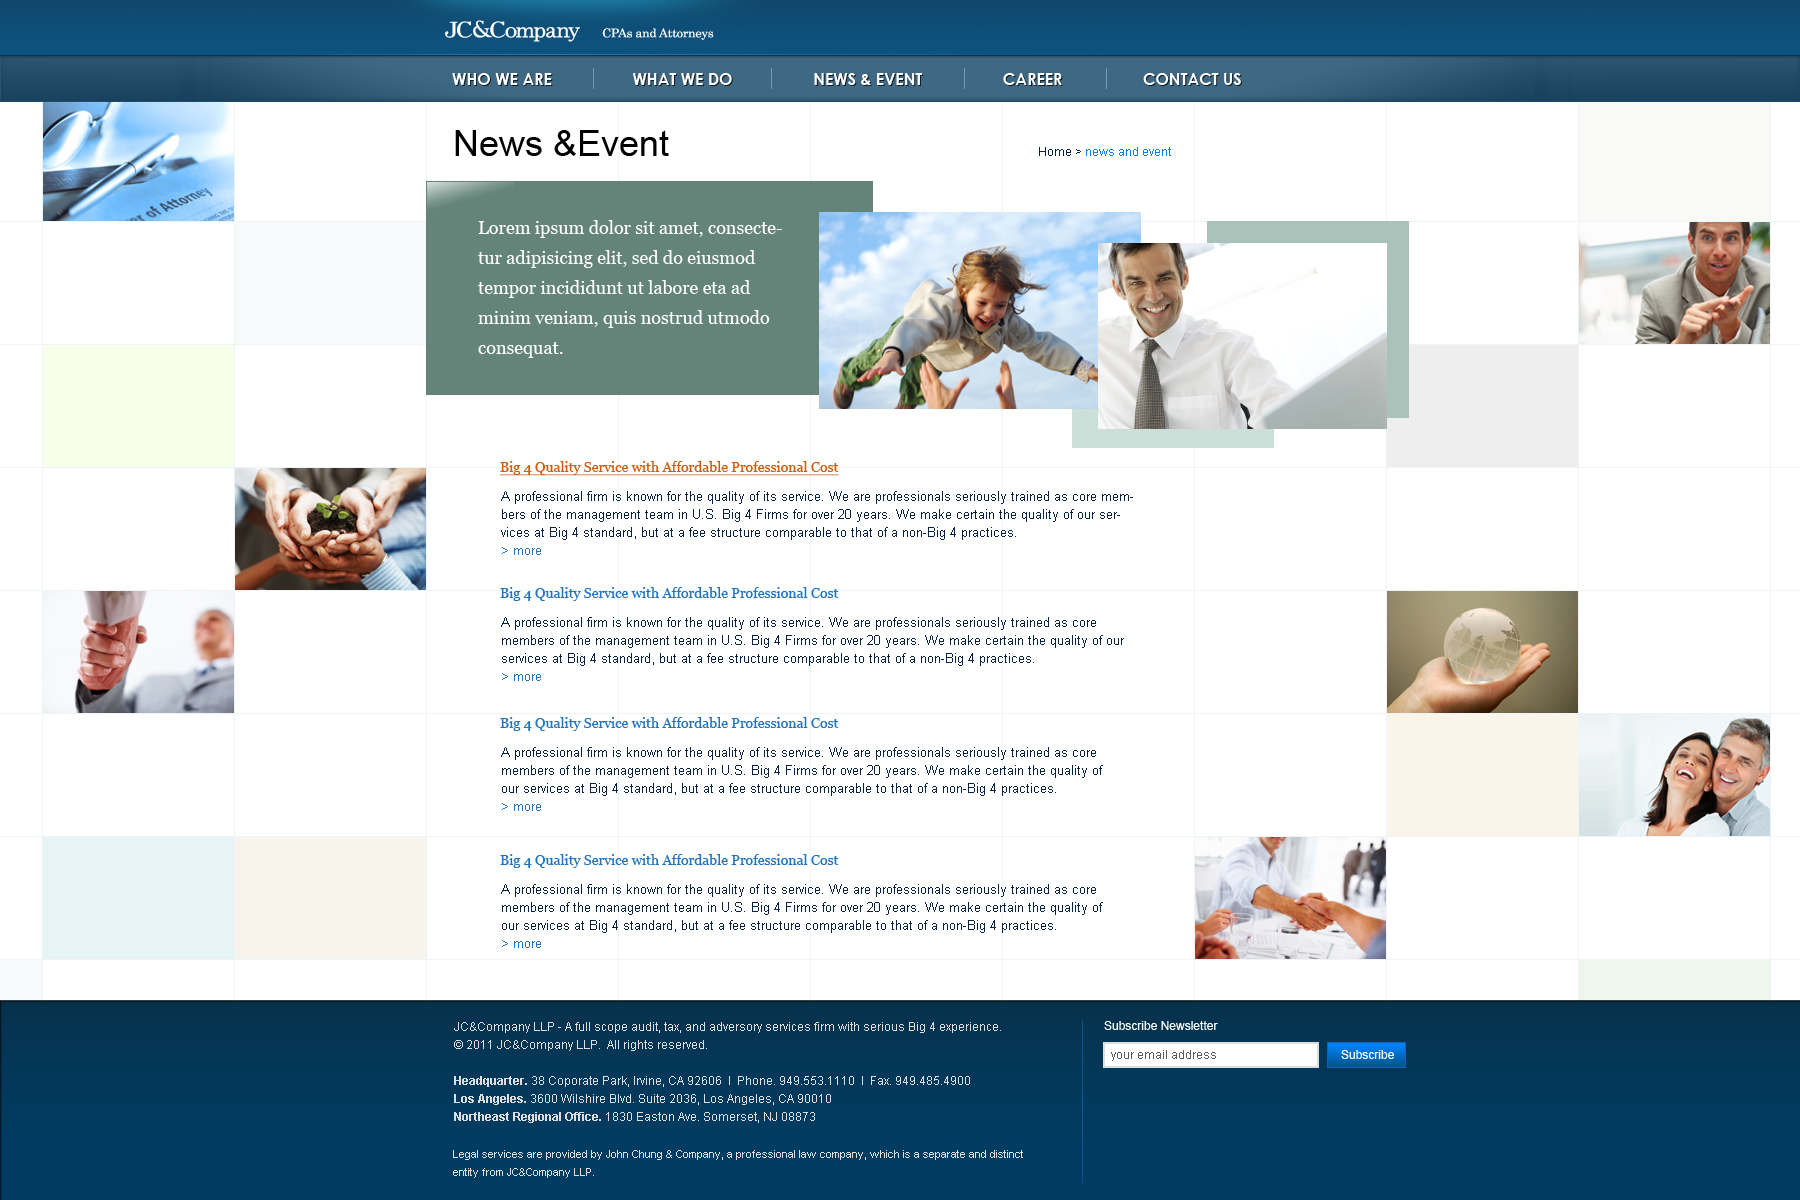 JC&Company CPAs and Attorneys
WHO WE ARE WHAT WE DO NEWS & EVENT CAREER CONTACT US
News &Event
Home > news and event
er of Attorney
Lorem ipsum dolor sit amet, consecte-
tur adipisicing elit, sed do eiusmod
tempor incididunt ut labore eta ad
minim veniam, quis nostrud utmodo
consequat.
Big 4 Quality Service with Affordable Professional Cost
A professional firm is known for the quality of its service. We are professionals seriously trained as core mem-
bers of the management team in U.S. Big 4 Firms for over 20 years. We make certain the quality of our ser-
vices at Big 4 standard, but at a fee structure comparable to that of a non-Big 4 practices.
> more
Big 4 Quality Service with Affordable Professional Cost
A professional firm is known for the quality of its service. We are professionals seriously trained as core
members of the management team in U.S. Big 4 Firms for over 20 years. We make certain the quality of our
services at Big 4 standard, but at a fee structure comparable to that of a non-Big 4 practices.
> more
Big 4 Quality Service with Affordable Professional Cost
A professional firm is known for the quality of its service. We are professionals seriously trained as core
members of the management team in U.S. Big 4 Firms for over 20 years. We make certain the quality of
our services at Big 4 standard, but at a fee structure comparable to that of a non-Big 4 practices.
> more
Big 4 Quality Service with Affordable Professional Cost
A professional firm is known for the quality of its service. We are professionals seriously trained as core
members of the management team in U.S. Big 4 Firms for over 20 years. We make certain the quality of
our services at Big 4 standard, but at a fee structure comparable to that of a non-Big 4 practices.
> more
JC&Company LLP - A full scope audit, tax, and adversory services firm with serious Big 4 experience.
© 2011 JC&Company LLP. All rights reserved.
Headquarter. 38 Coporate Park, Irvine, CA 92606 | Phone. 949.553.1110 | Fax. 949.485.4900
Los Angeles. 3600 Wilshire Blvd. Suite 2036, Los Angeles, CA 90010
Northeast Regional Office. 1830 Easton Ave. Somerset, NJ 08873
Legal services are provided by John Chung & Company, a professional law company, which is a separate and distinct
entity from JC&Company LLP.
Subscribe Newsletter
your email address
Subscribe